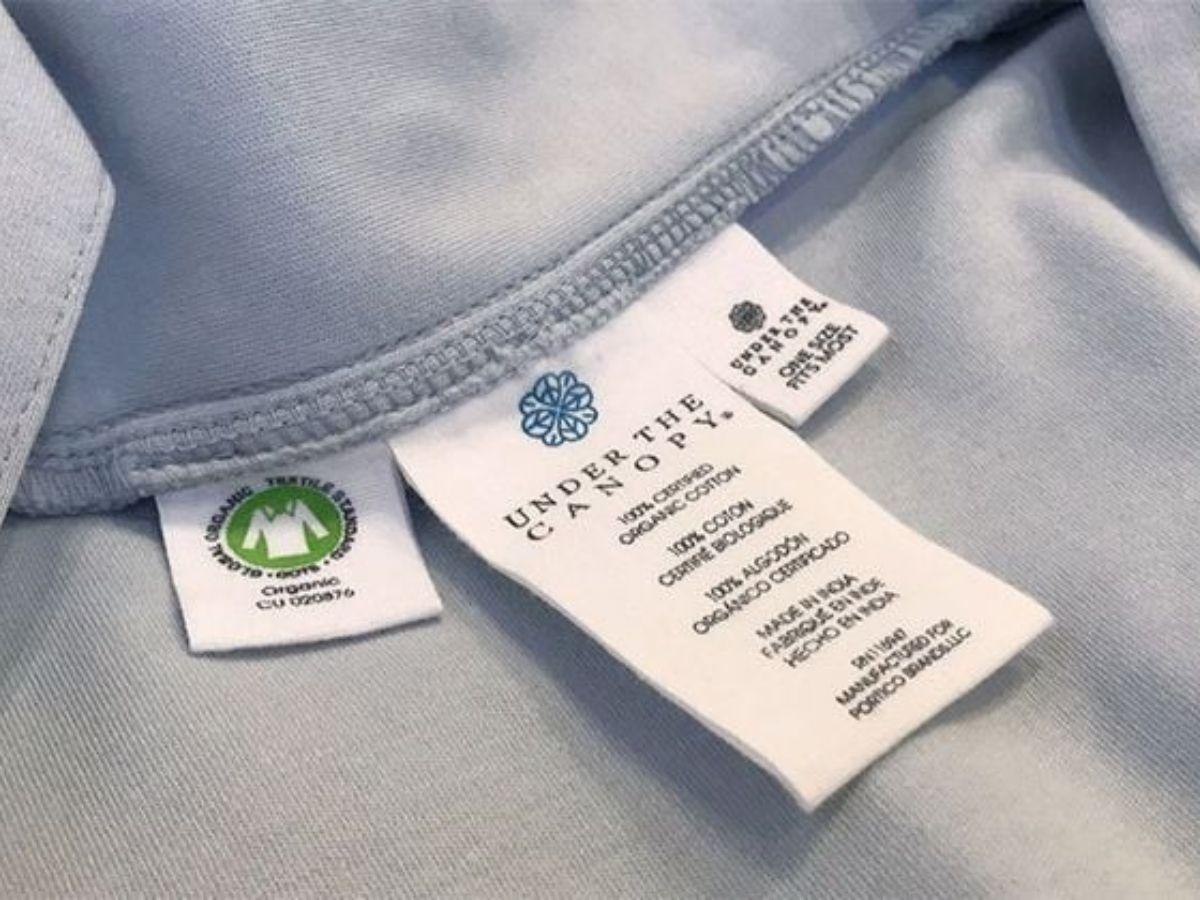 GLOBAL ORGANIC TEXTILE STANDARD
• GOTS •
Organic
CU 020876
UNDER THE
CANOPY®
100% CERTIFIED
ORGANIC COTTON
100% COTON
CERTIFIÉ BIOLOGIQUE
100% ALGODÓN
ORGÁNICO CERTIFICADO
MADE IN INDIA
FABRIQUÉ EN INDE
HECHO EN INDIA
MANUFACTURED FOR
PORTICO BRANDS LLC
UNDER THE
CANOPY®
ONE SIZE
FITS MOST